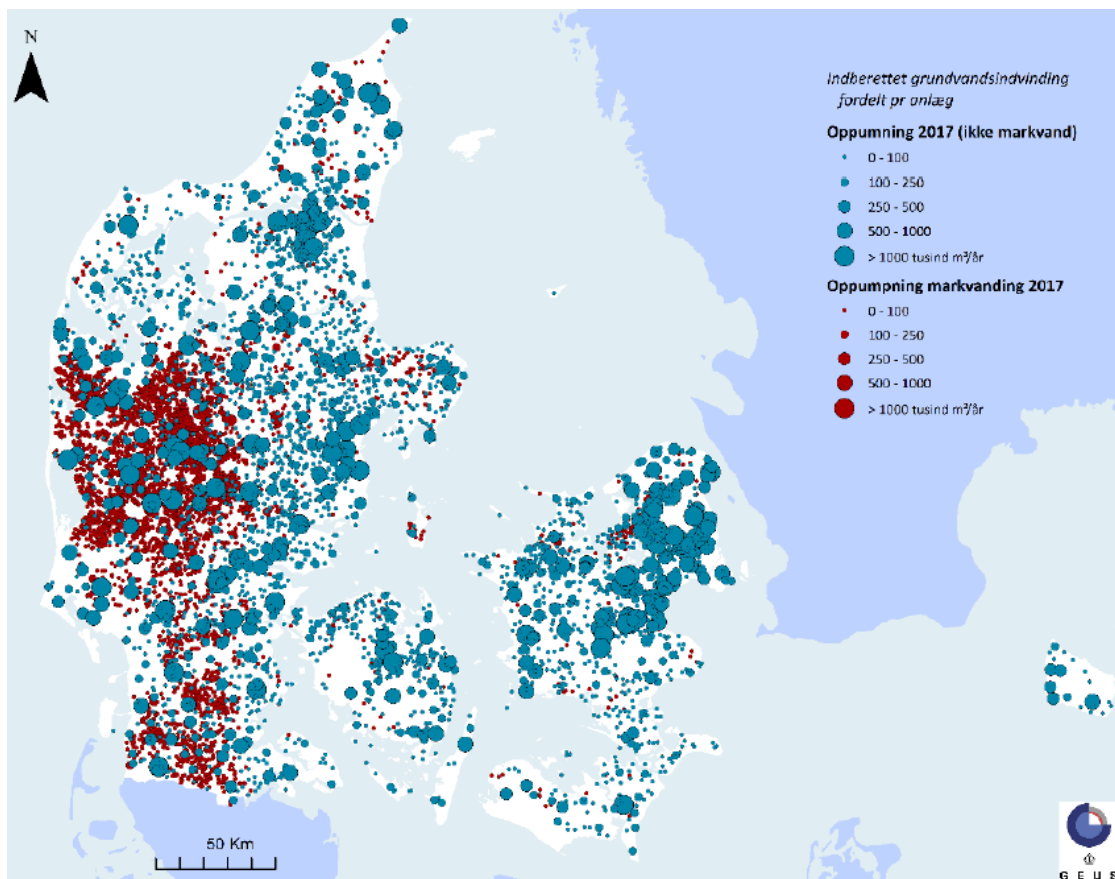 N
Indberettet grundvandsindvinding
fordelt pr anlæg
Oppumning 2017 (ikke markvand)
0 - 100
100 - 250
250 - 500
500 - 1000
> 1000 tusind m³/år
Oppumpning markvanding 2017
0 - 100
100 - 250
250 - 500
500 - 1000
> 1000 tusind m³/år
50 Km
G E U S